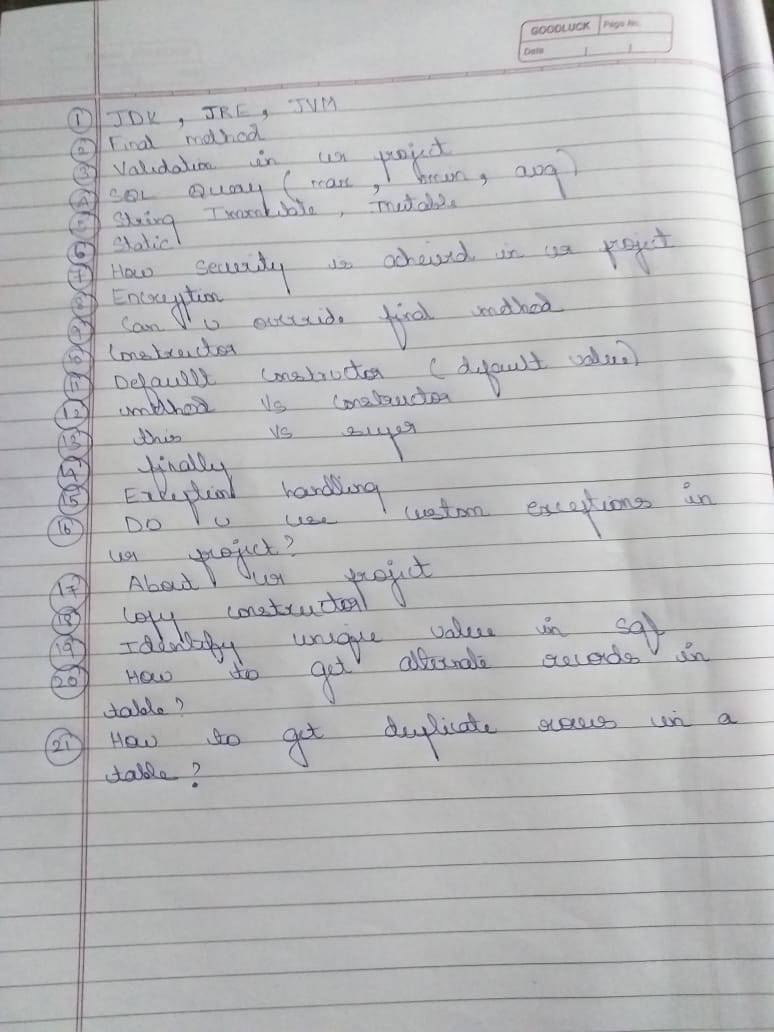 GOODLUCK Page No.
Date
1 JDK, JRE, JVM
2 Final method
3 Validation in ur project
4 SQL Query (max, min, avg)
5 String Immutable, mutable
6 Static
7 How security is acheived in ur project
8 Encryption
9 Can u override final method
10 Constructor
11 Default constructor (default value)
12 method Vs constructor
13 this Vs super
14 finally
15 Exception handling
16 Do u use custom exceptions in
ur project?
17 About ur project
18 Copy constructor
19 Identify unique value in sql
20 How to get alternate records in
table?
21 How to get duplicate rows in a
table?